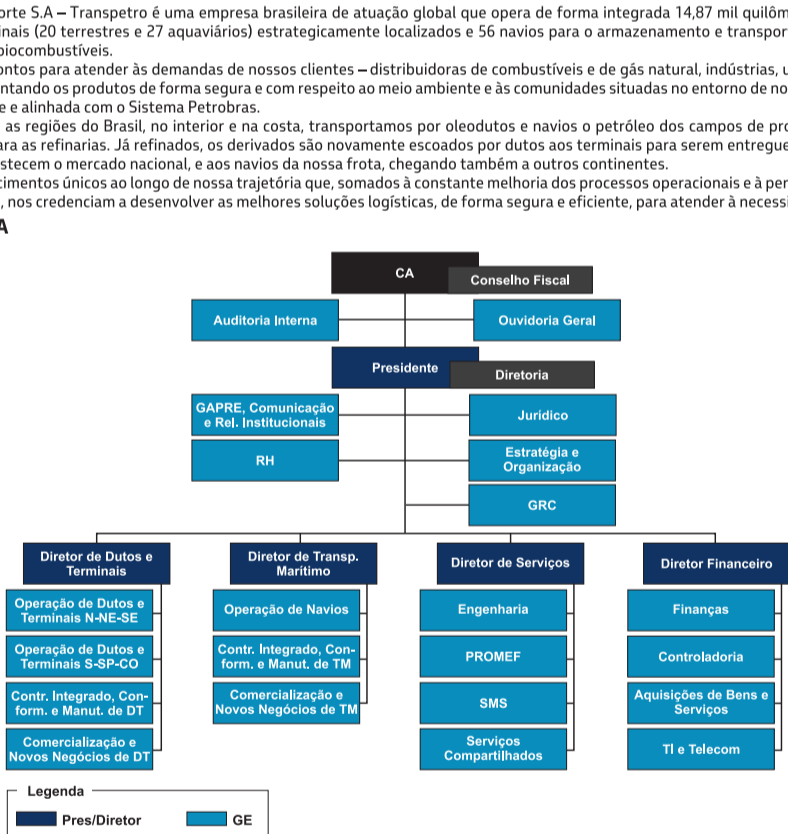 orte S.A – Transpetro é uma empresa brasileira de atuação global que opera de forma integrada 14,87 mil quilôm
inais (20 terrestres e 27 aquaviários) estrategicamente localizados e 56 navios para o armazenamento e transpor
biocombustíveis.
ontos para atender às demandas de nossos clientes – distribuidoras de combustíveis e de gás natural, indústrias, u
ntando os produtos de forma segura e com respeito ao meio ambiente e às comunidades situadas no entorno de no
e e alinhada com o Sistema Petrobras.
as regiões do Brasil, no interior e na costa, transportamos por oleodutos e navios o petróleo dos campos de pro
ara as refinarias. Já refinados, os derivados são novamente escoados por dutos aos terminais para serem entregue
stecem o mercado nacional, e aos navios da nossa frota, chegando também a outros continentes.
cimentos únicos ao longo de nossa trajetória que, somados à constante melhoria dos processos operacionais e à per
, nos credenciam a desenvolver as melhores soluções logísticas, de forma segura e eficiente, para atender à necessi
A
CA
Conselho Fiscal
Auditoria Interna
Ouvidoria Geral
Presidente
Diretoria
GAPRE, Comunicação
e Rel. Institucionais
Jurídico
RH
Estratégia e
Organização
GRC
Diretor de Dutos e
Terminais
Operação de Dutos e
Terminais N-NE-SE
Operação de Dutos e
Terminais S-SP-CO
Contr. Integrado, Con-
form. e Manut. de DT
Comercialização e
Novos Negócios de DT
Diretor de Transp.
Marítimo
Operação de Navios
Contr. Integrado, Con-
form. e Manut. de TM
Comercialização e
Novos Negócios de TM
Diretor de Serviços
Engenharia
PROMEF
SMS
Serviços
Compartilhados
Diretor Financeiro
Finanças
Controladoria
Aquisições de Bens e
Serviços
TI e Telecom
Legenda
Pres/Diretor
GE